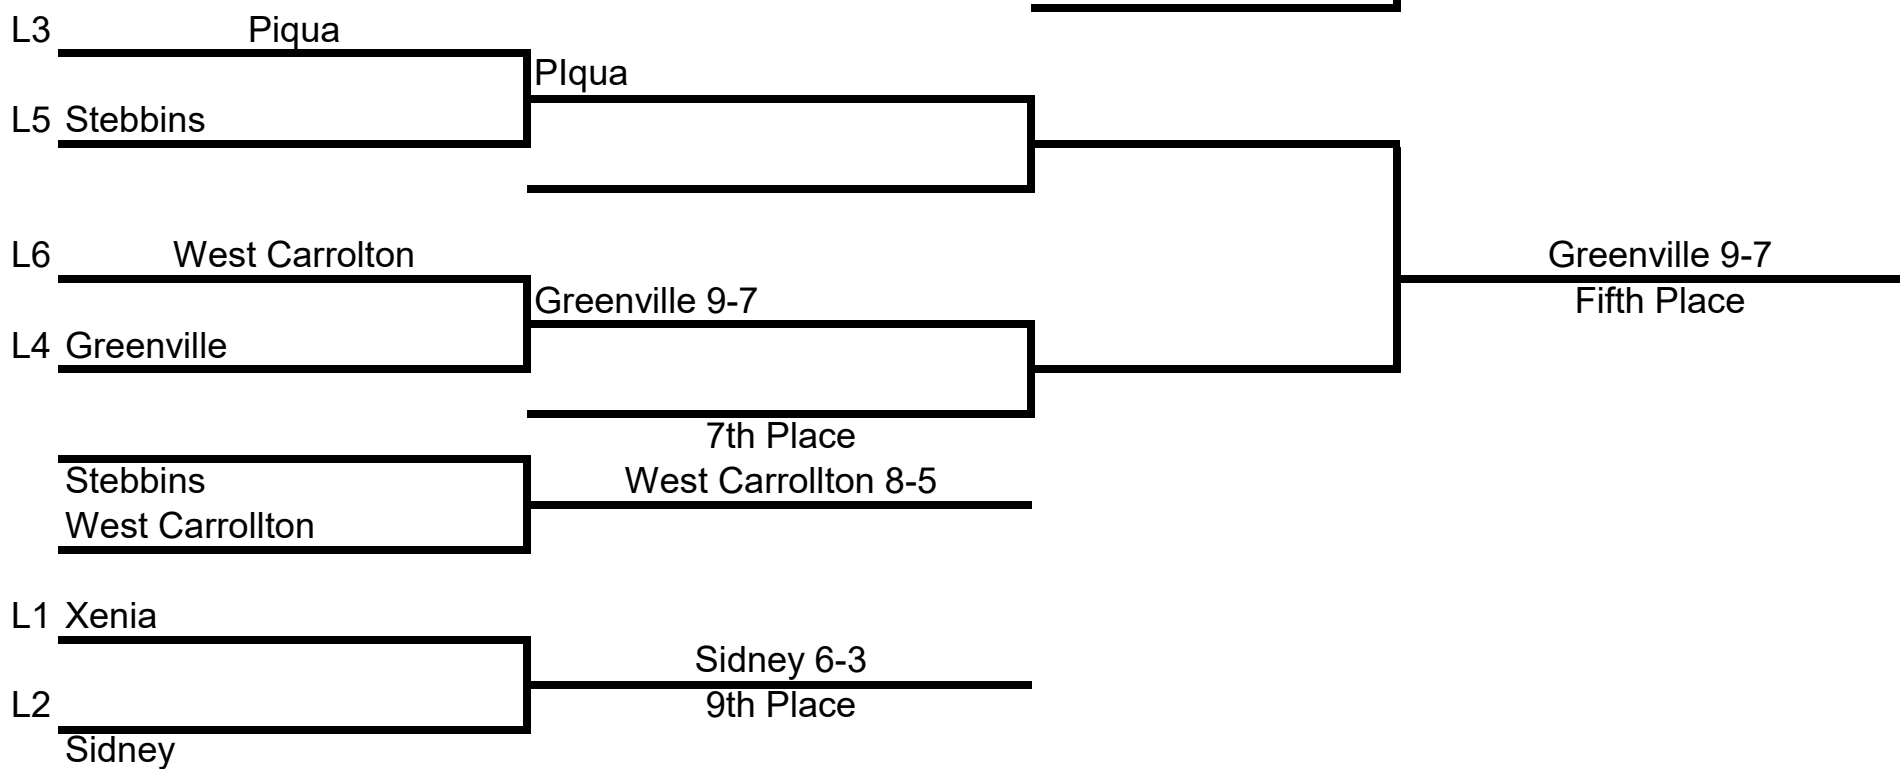 L3 Piqua
PIqua
L5 Stebbins
L6 West Carrolton
Greenville 9-7
Greenville 9-7
Fifth Place
L4 Greenville
7th Place
Stebbins
West Carrollton 8-5
West Carrollton
L1 Xenia
Sidney 6-3
L2
9th Place
Sidney